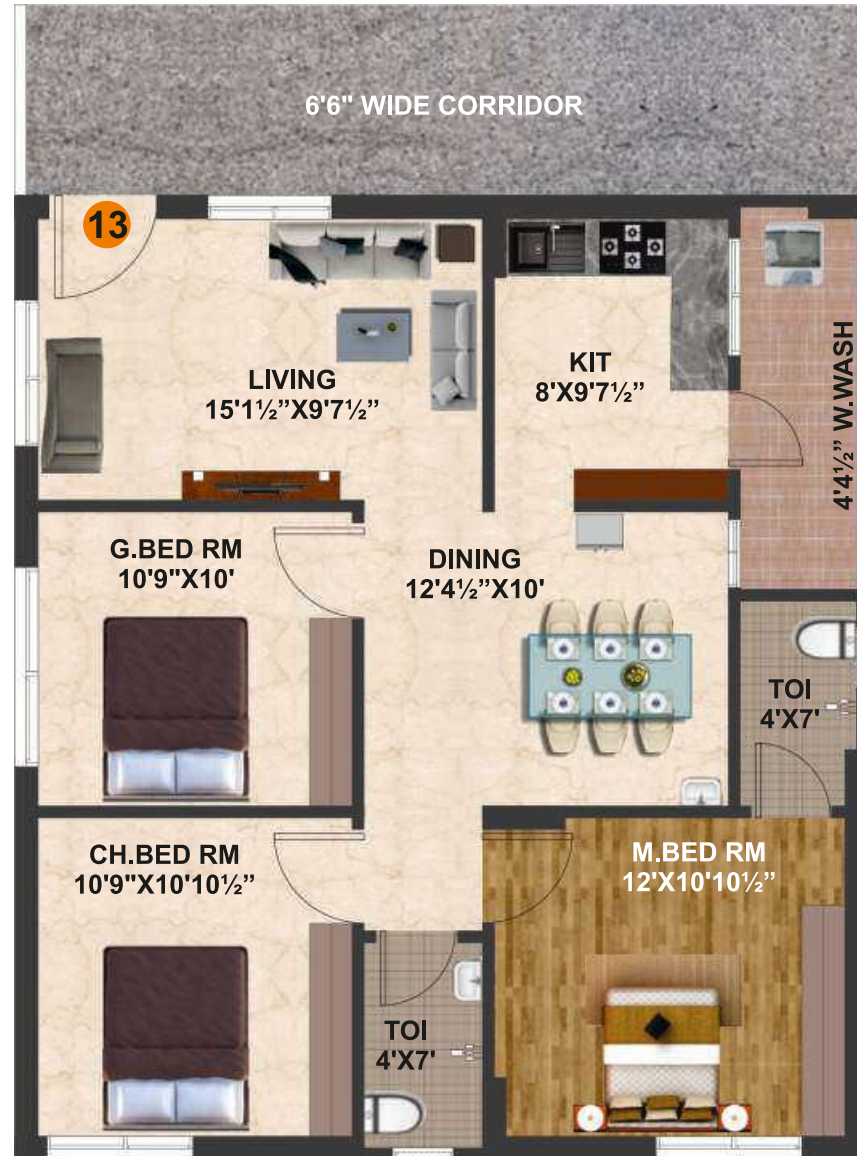 6'6" WIDE CORRIDOR
13
LIVING
15'1½”X9'7½”
KIT
8'X9'7½”
4'4½” W.WASH
G.BED RM
10'9"X10'
DINING
12'4½”X10'
TOI
4'X7'
CH.BED RM
10'9"X10'10½”
M.BED RM
12'X10'10½”
TOI
4'X7'